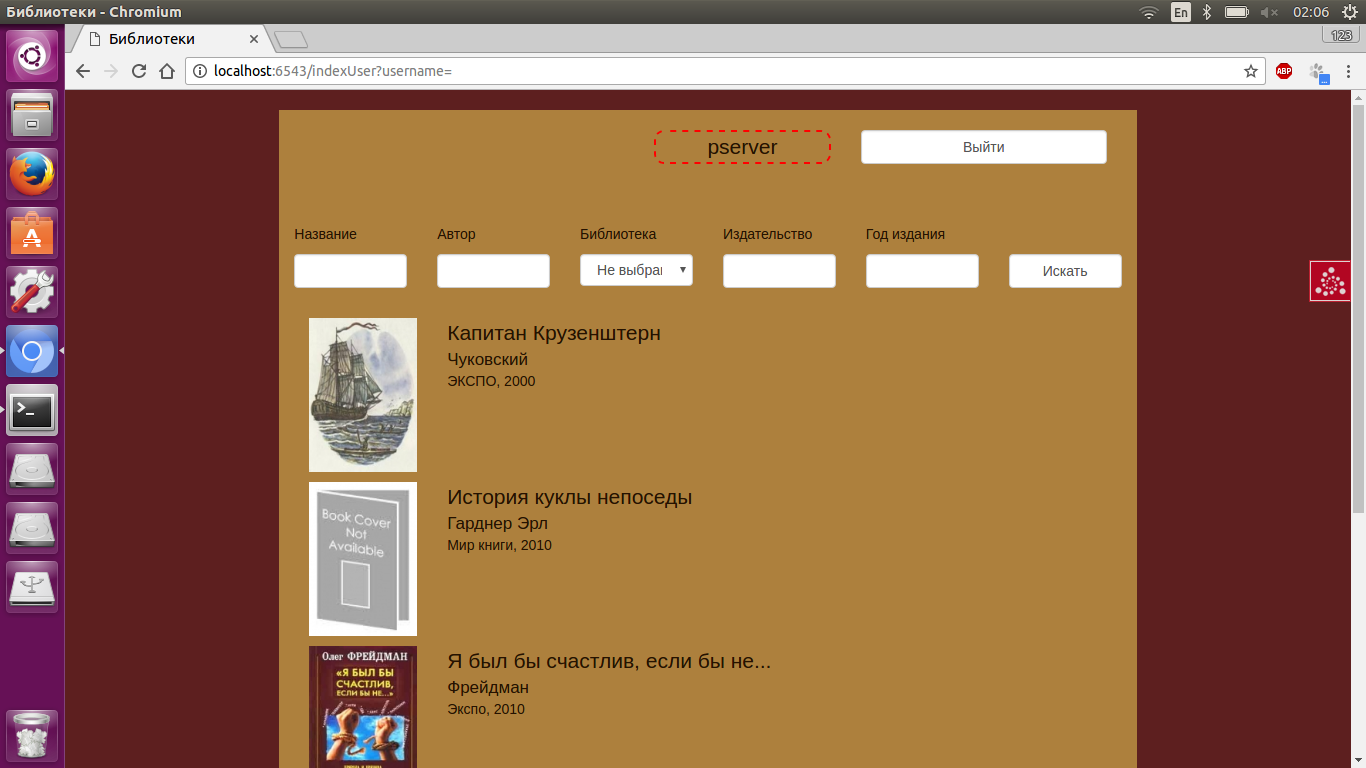 Библиотеки - Chromium
En
02:06
Библиотеки
123
localhost:6543/indexUser?username=
ABP
...
pserver
Выйти
Название Автор Библиотека Издательство Год издания
Не выбран
Искать
Капитан Крузенштерн
Чуковский
ЭКСПО, 2000
Book Cover
Not
Available
История куклы непоседы
Гарднер Эрл
Мир книги, 2010
Олег ФРЕЙДМАН
«Я БЫЛ БЫ
СЧАСТЛИВ,
ЕСЛИ БЫ НЕ...»
Я был бы счастлив, если бы не...
Фрейдман
Экспо, 2010